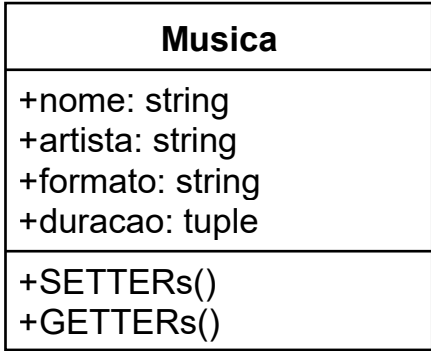 Musica
+nome: string
+artista: string
+formato: string
+duracao: tuple
+SETTERs()
+GETTERs()